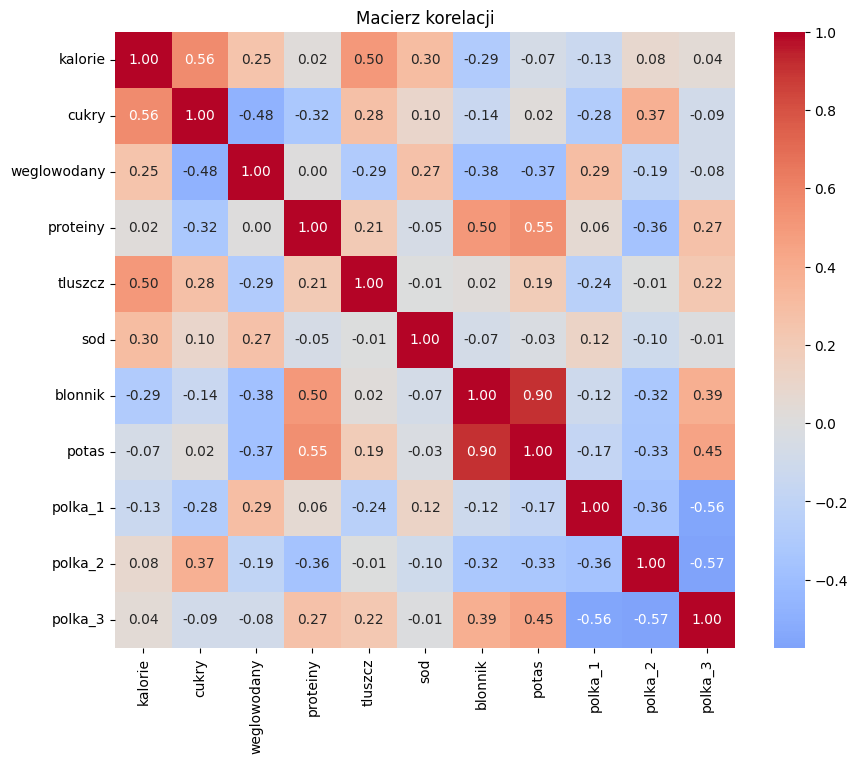 Macierz korelacji
kalorie 1.00 0.56 0.25 0.02 0.50 0.30 -0.29 -0.07 -0.13 0.08 0.04
cukry 0.56 1.00 -0.48 -0.32 0.28 0.10 -0.14 0.02 -0.28 0.37 -0.09
weglowodany 0.25 -0.48 1.00 0.00 -0.29 0.27 -0.38 -0.37 0.29 -0.19 -0.08
proteiny 0.02 -0.32 0.00 1.00 0.21 -0.05 0.50 0.55 0.06 -0.36 0.27
tluszcz 0.50 0.28 -0.29 0.21 1.00 -0.01 0.02 0.19 -0.24 -0.01 0.22
sod 0.30 0.10 0.27 -0.05 -0.01 1.00 -0.07 -0.03 0.12 -0.10 -0.01
blonnik -0.29 -0.14 -0.38 0.50 0.02 -0.07 1.00 0.90 -0.12 -0.32 0.39
potas -0.07 0.02 -0.37 0.55 0.19 -0.03 0.90 1.00 -0.17 -0.33 0.45
polka_1 -0.13 -0.28 0.29 0.06 -0.24 0.12 -0.12 -0.17 1.00 -0.36 -0.56
polka_2 0.08 0.37 -0.19 -0.36 -0.01 -0.10 -0.32 -0.33 -0.36 1.00 -0.57
polka_3 0.04 -0.09 -0.08 0.27 0.22 -0.01 0.39 0.45 -0.56 -0.57 1.00
kalorie cukry weglowodany proteiny tluszcz sod blonnik potas polka_1 polka_2 polka_3
1.0
0.8
0.6
0.4
0.2
0.0
−0.2
−0.4